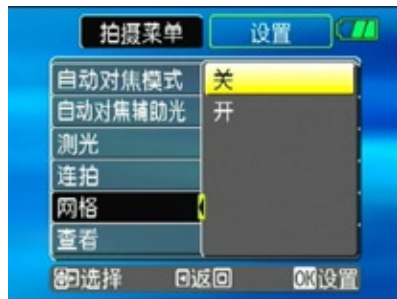 拍摄菜单 设置
自动对焦模式 关
自动对焦辅助光 开
测光
连拍
网格
查看
选择 返回 OK设置